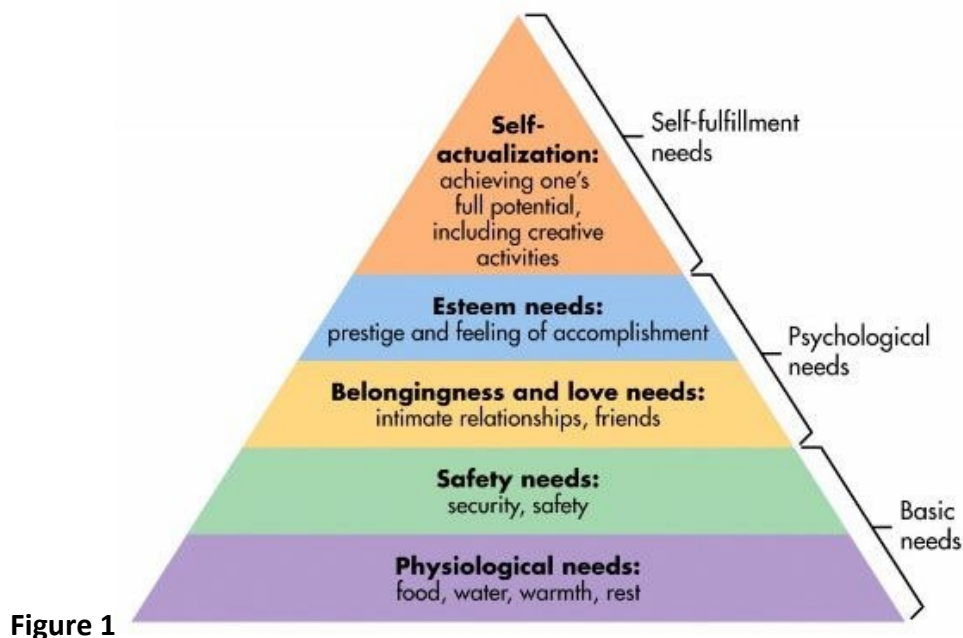 Self-
actualization:
achieving one's
full potential,
including creative
activities
Self-fulfillment
needs
Esteem needs:
prestige and feeling of accomplishment
Belongingness and love needs:
intimate relationships, friends
Psychological
needs
Safety needs:
security, safety
Physiological needs:
food, water, warmth, rest
Basic
needs
Figure 1